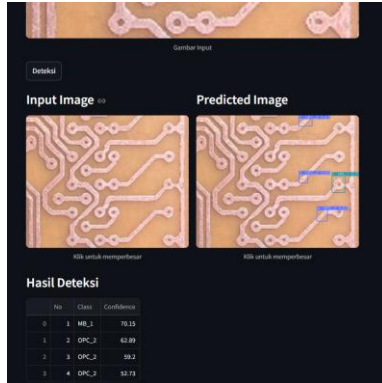 Gambar Input
Deteksi
Input Image
Predicted Image
Klik untuk memperbesar
Klik untuk memperbesar
Hasil Deteksi
No Class Confidence
0 1 MB_1 70.15
1 2 OPC_2 62.89
2 3 OPC_2 59.2
3 4 OPC_2 52.73